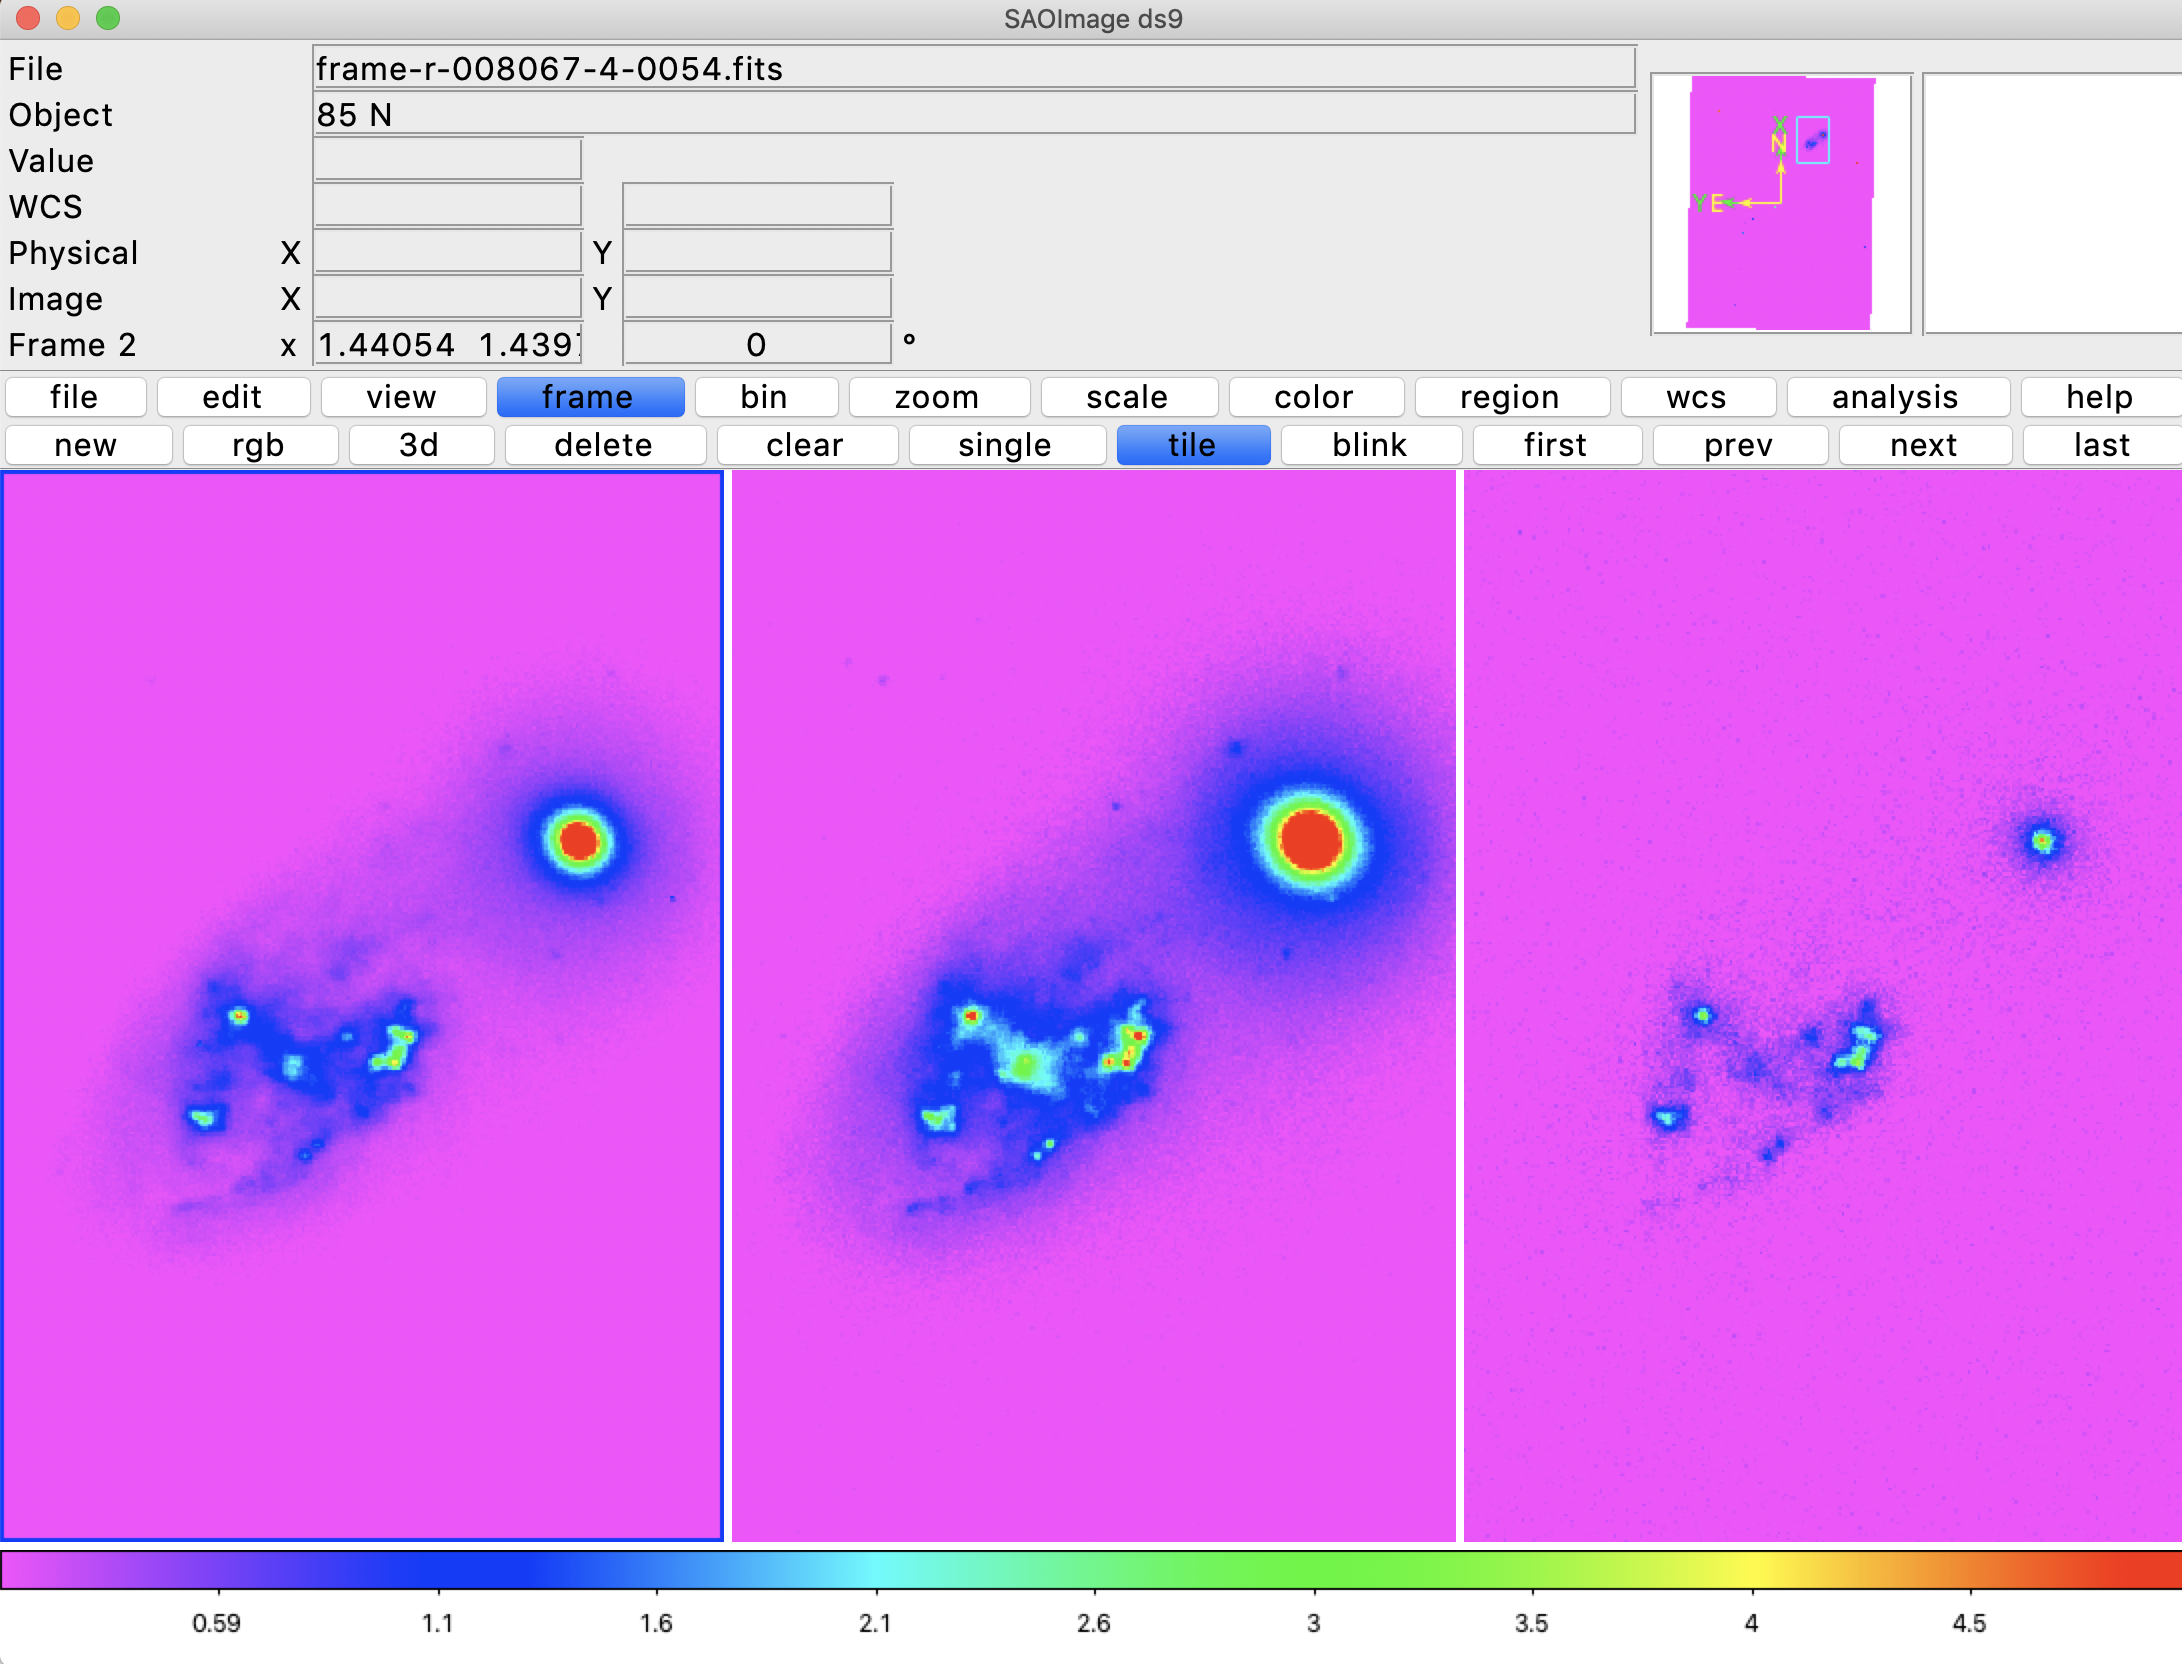 SAOImage ds9
File frame-r-008067-4-0054.fits
Object 85 N
Value
WCS
Physical X Y
Image X Y
Frame 2 x 1.44054 1.439 0 °
X
N
Y E
file edit view frame bin zoom scale color region wcs analysis help
new rgb 3d delete clear single tile blink first prev next last
0.59 1.1 1.6 2.1 2.6 3 3.5 4 4.5